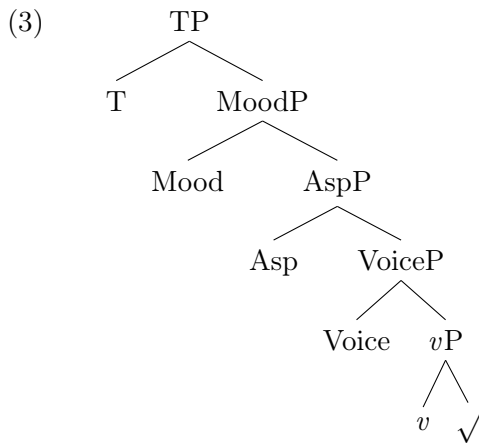 (3) TP
T MoodP
Mood AspP
Asp VoiceP
Voice vP
v √